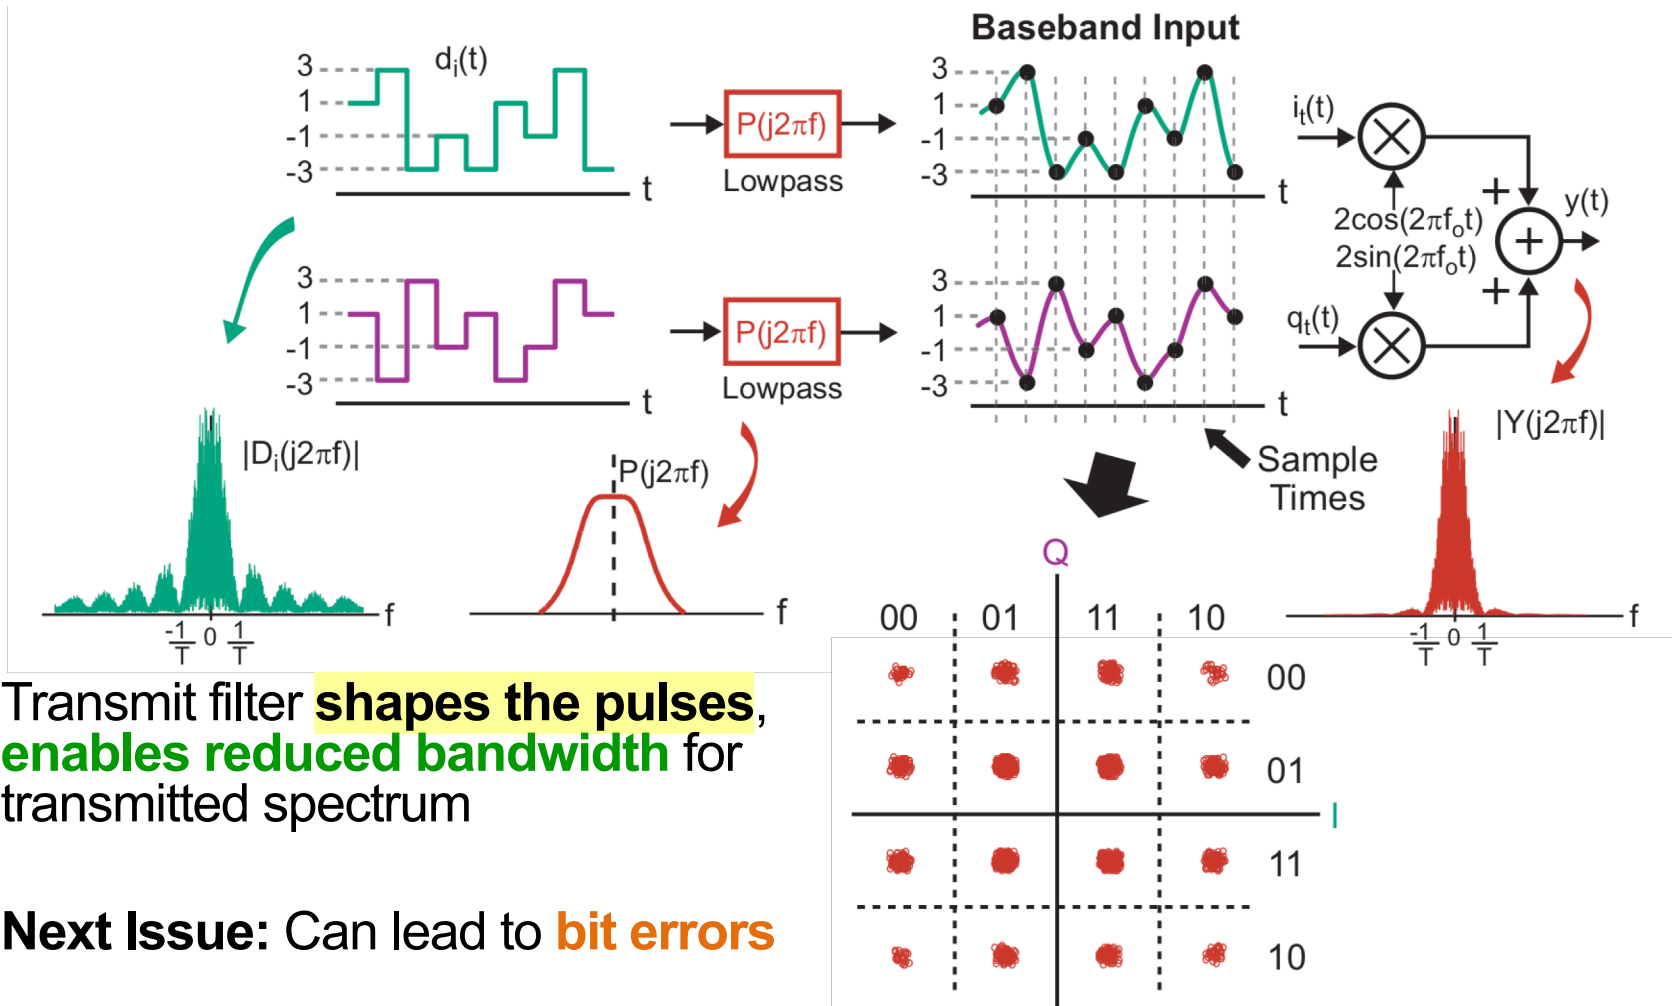 Baseband Input
3
1
-1
-3
di(t)
t
P(j2πf)
Lowpass
3
1
-1
-3
t
it(t)
2cos(2πfot)
2sin(2πfot)
qt(t)
+
+
+
y(t)
3
1
-1
-3
t
P(j2πf)
Lowpass
3
1
-1
-3
t
Sample
Times
|Di(j2πf)|
f
-1/T 0 1/T
P(j2πf)
f
|Y(j2πf)|
f
-1/T 0 1/T
Q
00 01 11 10
00
01
I
11
10
Transmit filter shapes the pulses,
enables reduced bandwidth for
transmitted spectrum
Next Issue: Can lead to bit errors